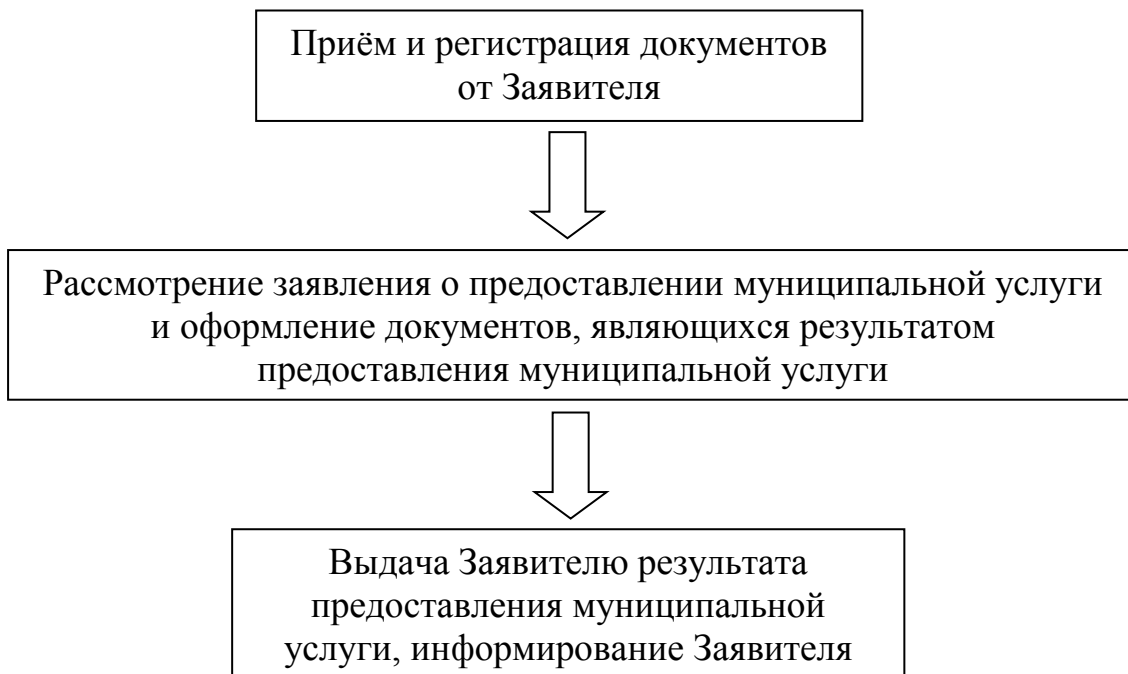 Приём и регистрация документов
от Заявителя
Рассмотрение заявления о предоставлении муниципальной услуги
и оформление документов, являющихся результатом
предоставления муниципальной услуги
Выдача Заявителю результата
предоставления муниципальной
услуги, информирование Заявителя